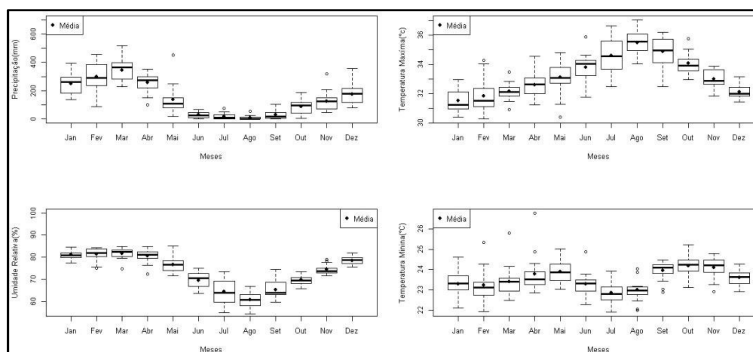 Média
Precipitação(mm)
600
400
200
0
Jan Fev Mar Abr Mai Jun Jul Ago Set Out Nov Dez
Meses
Média
Temperatura Maxima(°c)
36
34
32
30
Jan Fev Mar Abr Mai Jun Jul Ago Set Out Nov Dez
Meses
Média
Umidade Relativa(%)
100
90
80
70
60
Jan Fev Mar Abr Mai Jun Jul Ago Set Out Nov Dez
Meses
Média
Temperatura Minina(°C)
26
25
24
23
22
Jan Fev Mar Abr Mai Jun Jul Ago Set Out Nov Dez
Meses